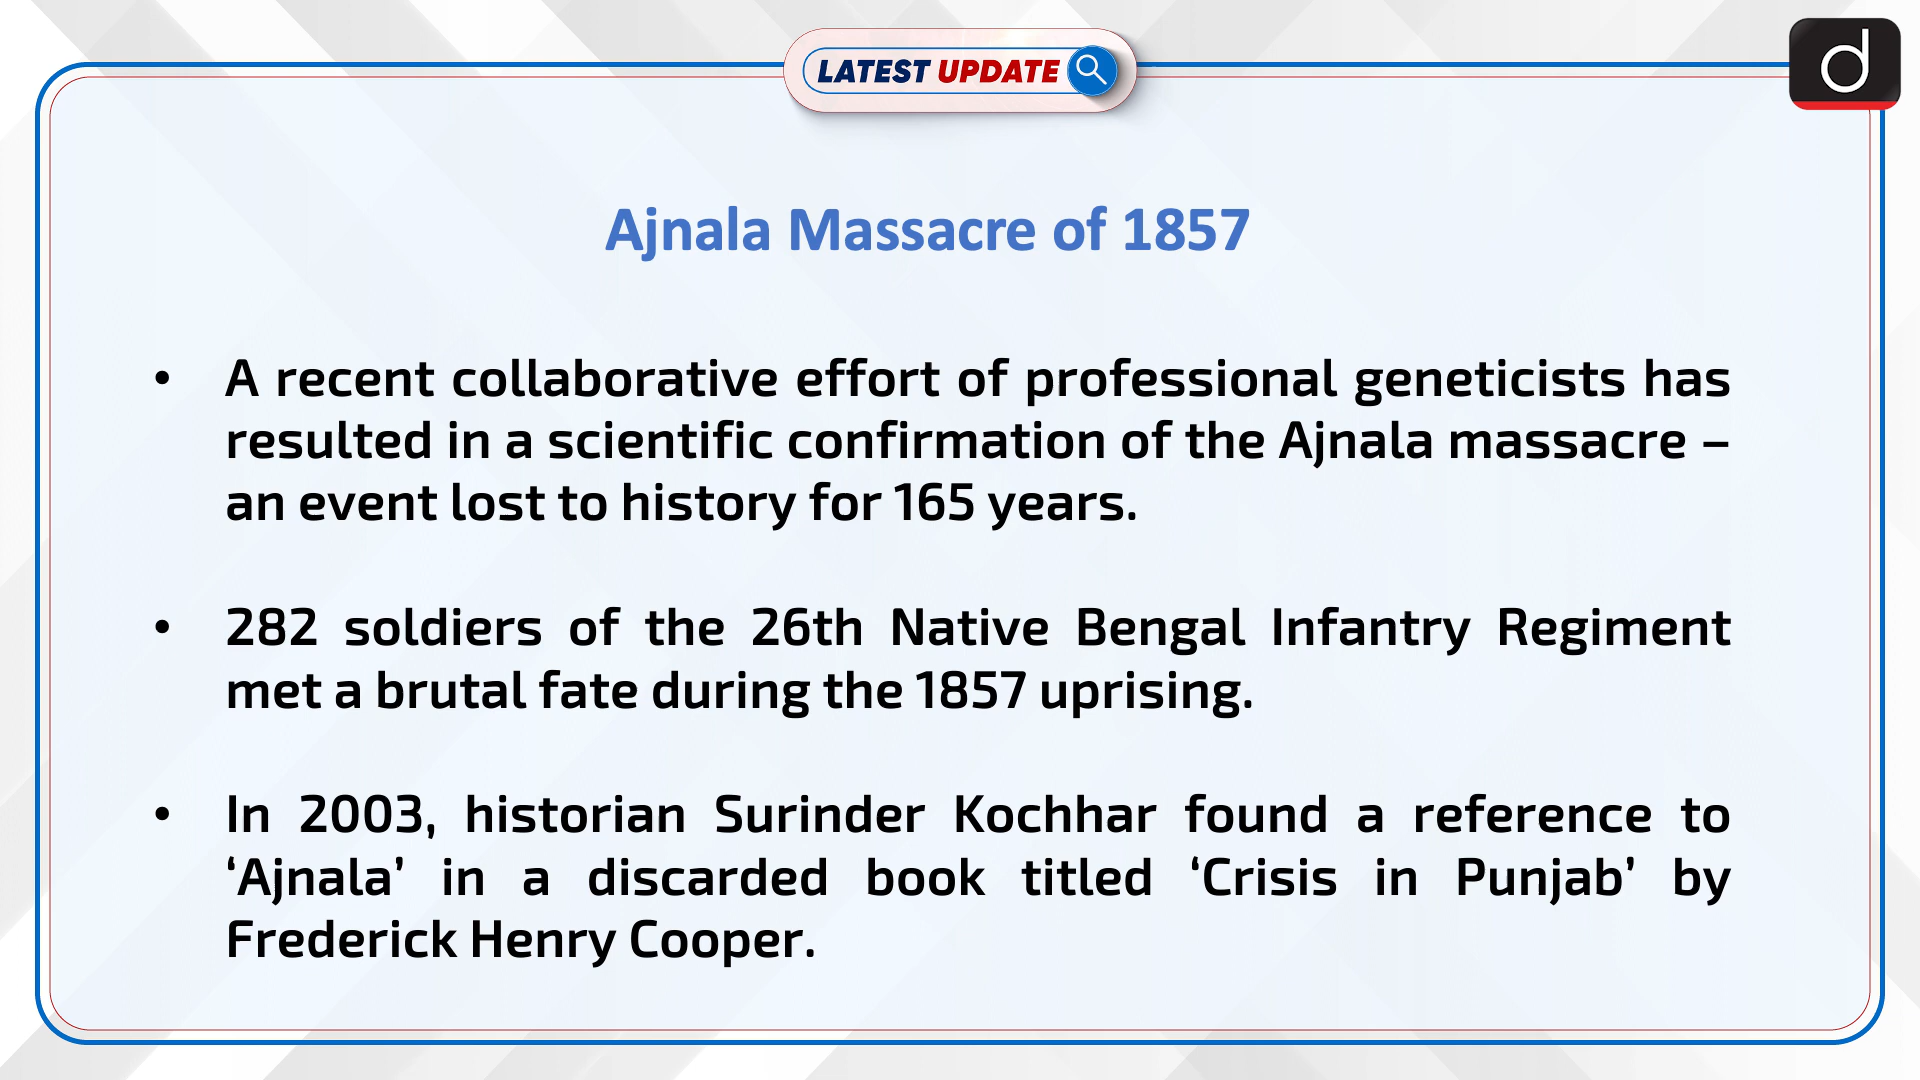 LATEST UPDATE
d
Ajnala Massacre of 1857
• A recent collaborative effort of professional geneticists has
resulted in a scientific confirmation of the Ajnala massacre –
an event lost to history for 165 years.
• 282 soldiers of the 26th Native Bengal Infantry Regiment
met a brutal fate during the 1857 uprising.
• In 2003, historian Surinder Kochhar found a reference to
‘Ajnala’ in a discarded book titled ‘Crisis in Punjab’ by
Frederick Henry Cooper.